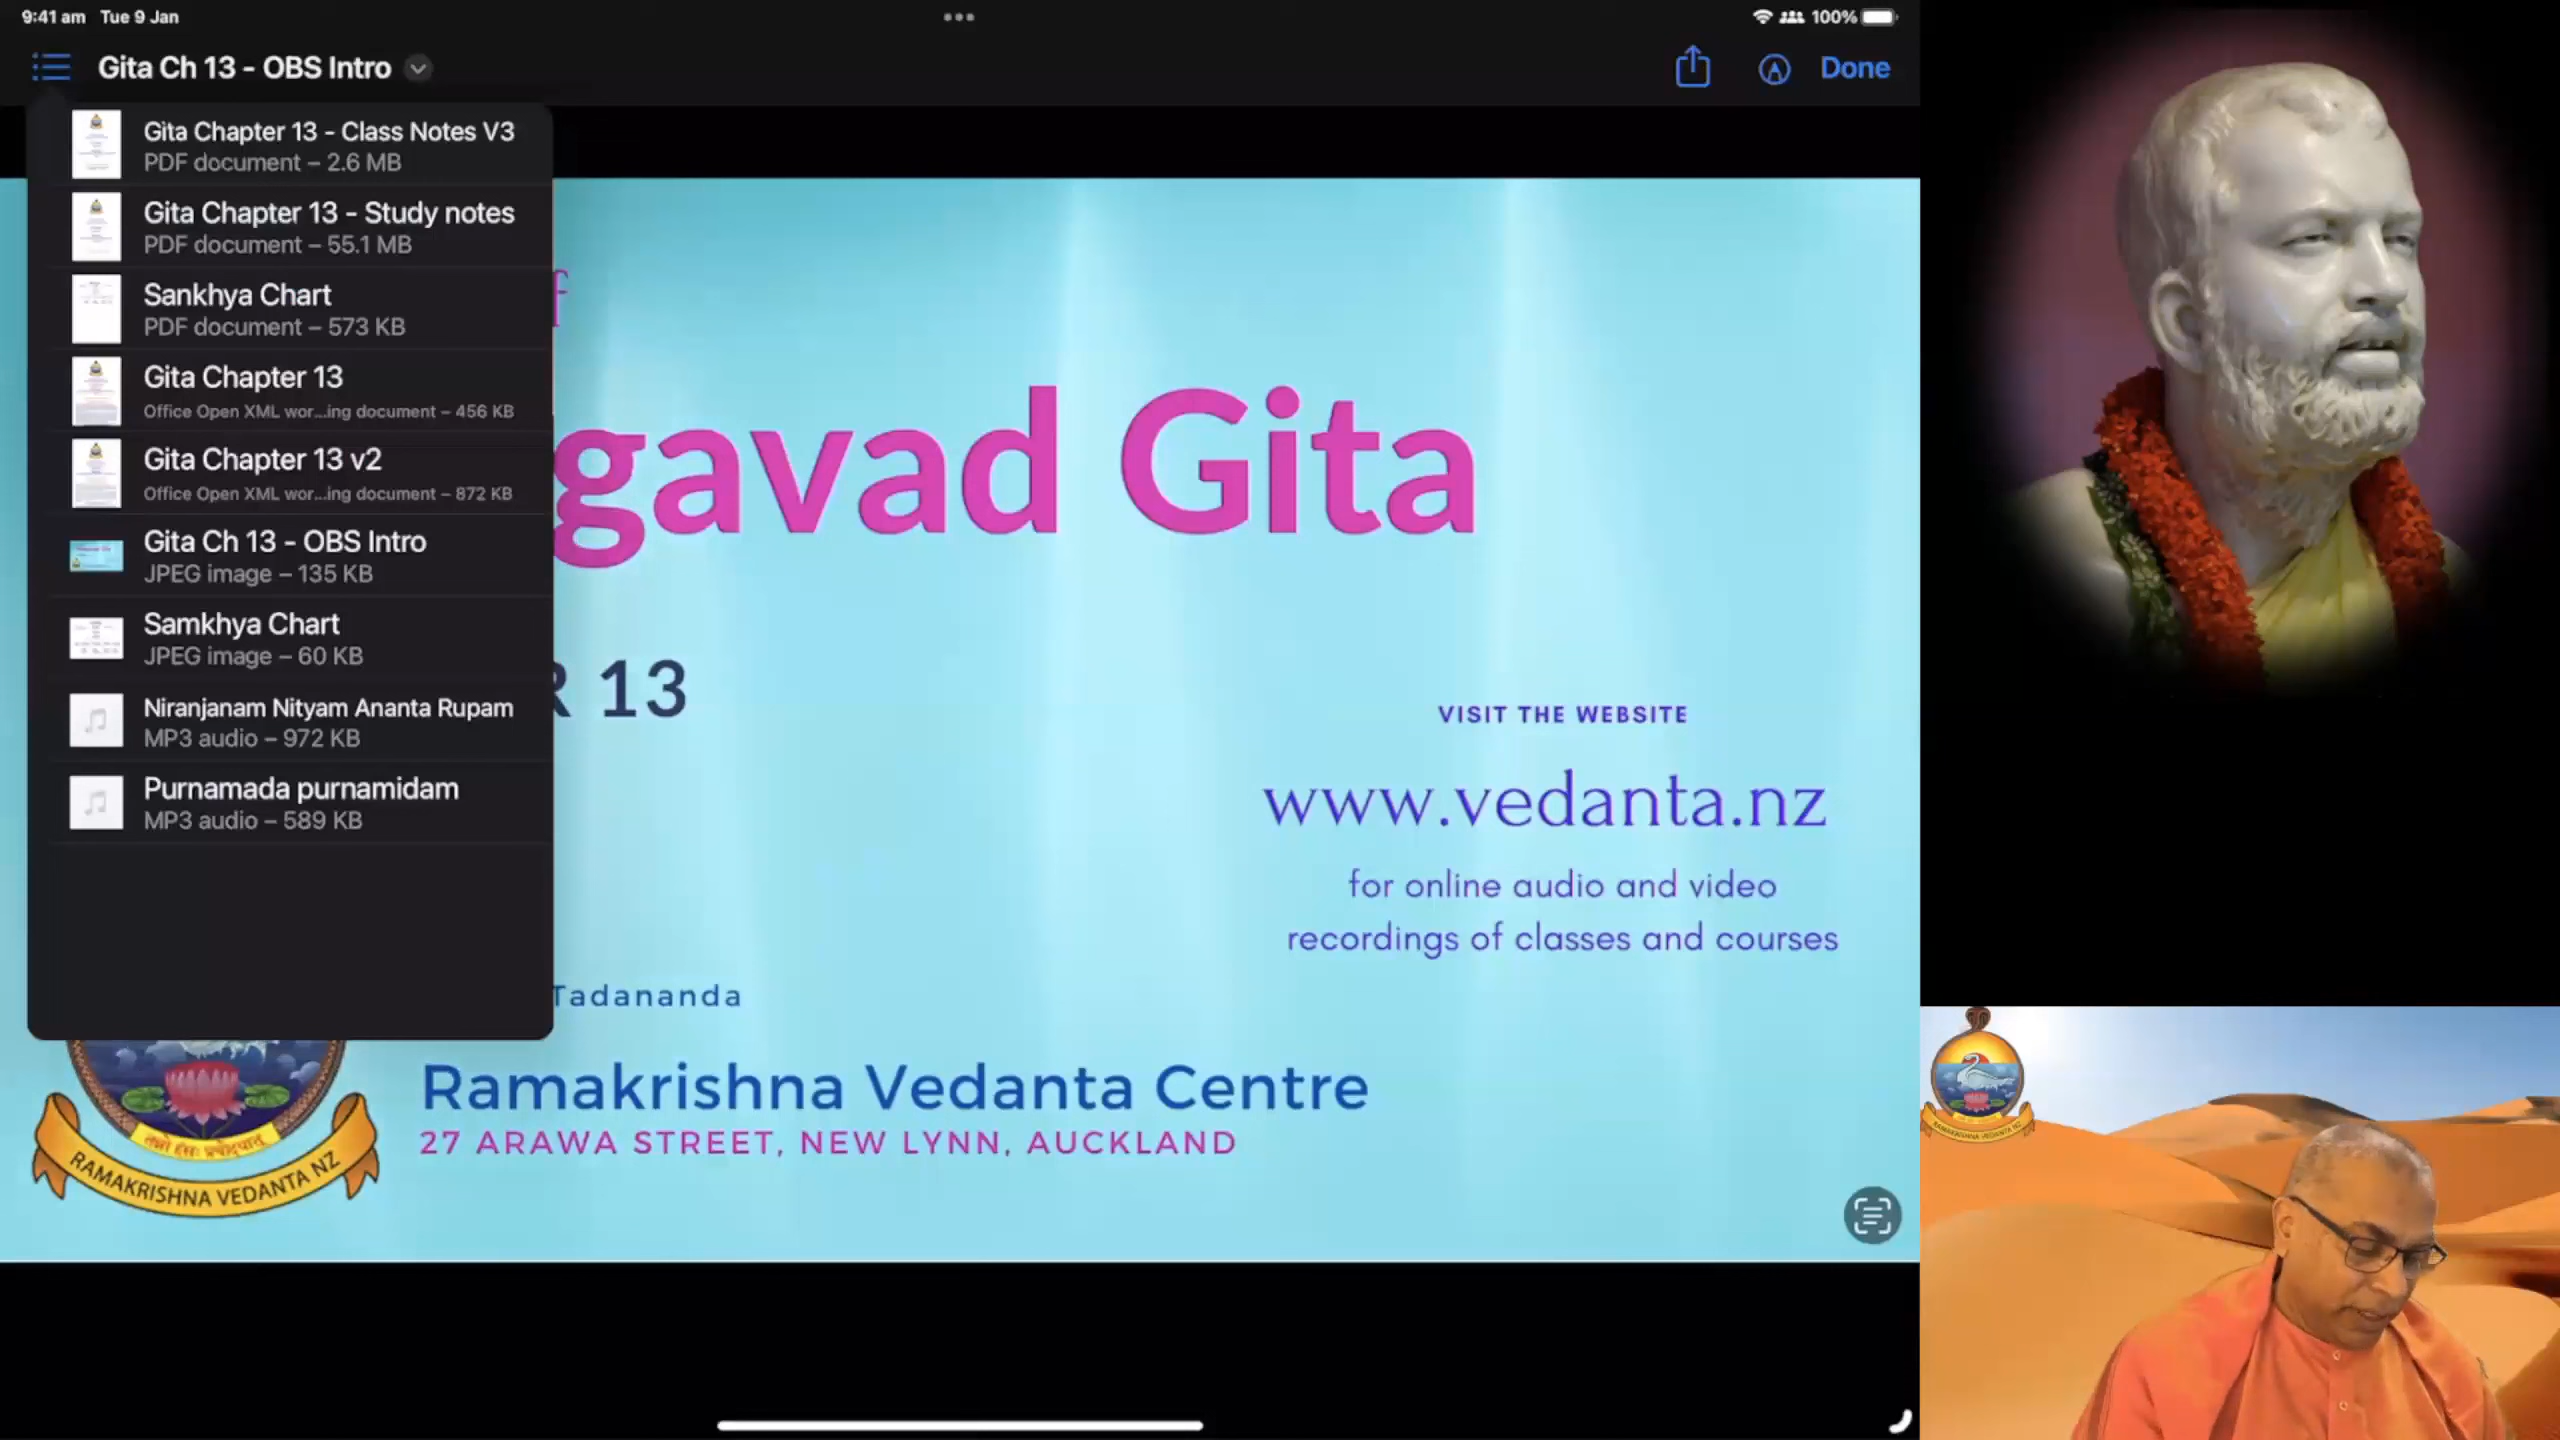 9:41 am Tue 9 Jan
100%
Gita Ch 13 - OBS Intro
Done
Gita Chapter 13 - Class Notes V3
PDF document – 2.6 MB
Gita Chapter 13 - Study notes
PDF document – 55.1 MB
Sankhya Chart
PDF document – 573 KB
Gita Chapter 13
Office Open XML wor...ing document – 456 KB
Gita Chapter 13 v2
Office Open XML wor...ing document – 872 KB
Gita Ch 13 - OBS Intro
JPEG image – 135 KB
Samkhya Chart
JPEG image – 60 KB
Niranjanam Nityam Ananta Rupam
MP3 audio – 972 KB
Purnamada purnamidam
MP3 audio – 589 KB
f
gavad Gita
R 13
VISIT THE WEBSITE
www.vedanta.nz
for online audio and video
recordings of classes and courses
Tadananda
Ramakrishna Vedanta Centre
27 ARAWA STREET, NEW LYNN, AUCKLAND
तन्नो हंसः प्रचोदयात्
RAMAKRISHNA VEDANTA NZ
RAMAKRISHNA VEDANTA NZ